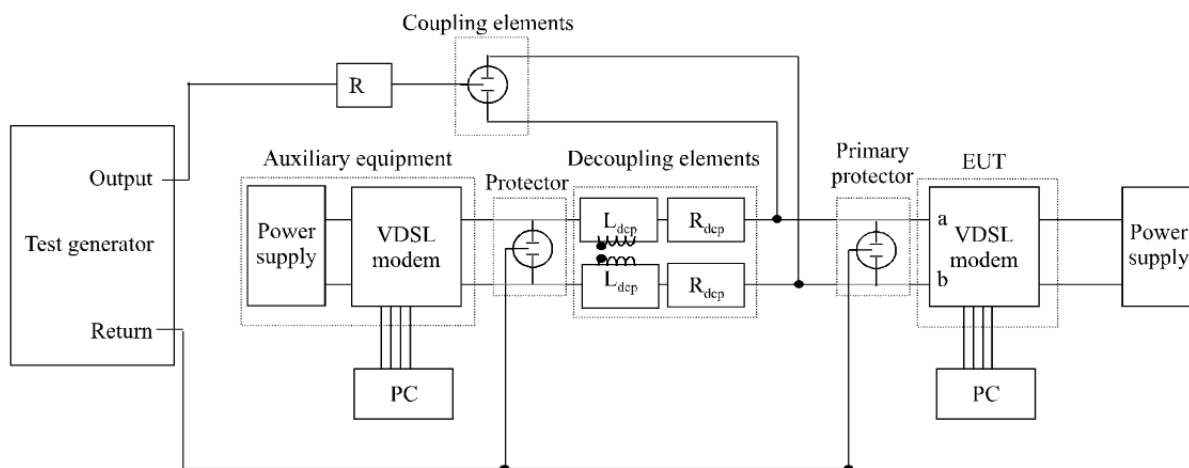 Coupling elements
R
Output
Test generator
Return
Auxiliary equipment
Power
supply
VDSL
modem
PC
Protector
Decoupling elements
L_dcp
R_dcp
L_dcp
R_dcp
Primary
protector
EUT
a
b
VDSL
modem
PC
Power
supply